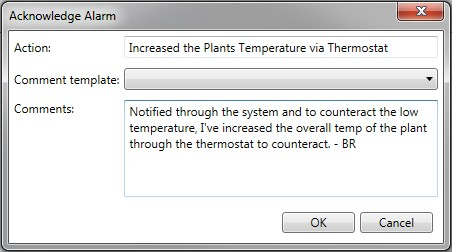 Acknowledge Alarm
Action:
Increased the Plants Temperature via Thermostat
Comment template:
Comments:
Notified through the system and to counteract the low
temperature, I've increased the overall temp of the plant
through the thermostat to counteract. - BR
OK
Cancel